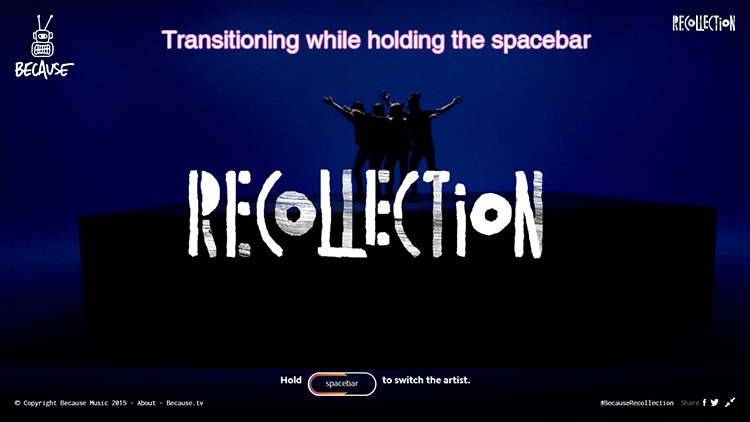 Transitioning while holding the spacebar
BECAUSE
RECOLLECTION
RECOLLECTION
Hold spacebar to switch the artist.
© Copyright Because Music 2015 - About - Because.tv
#BecauseRecollection Share